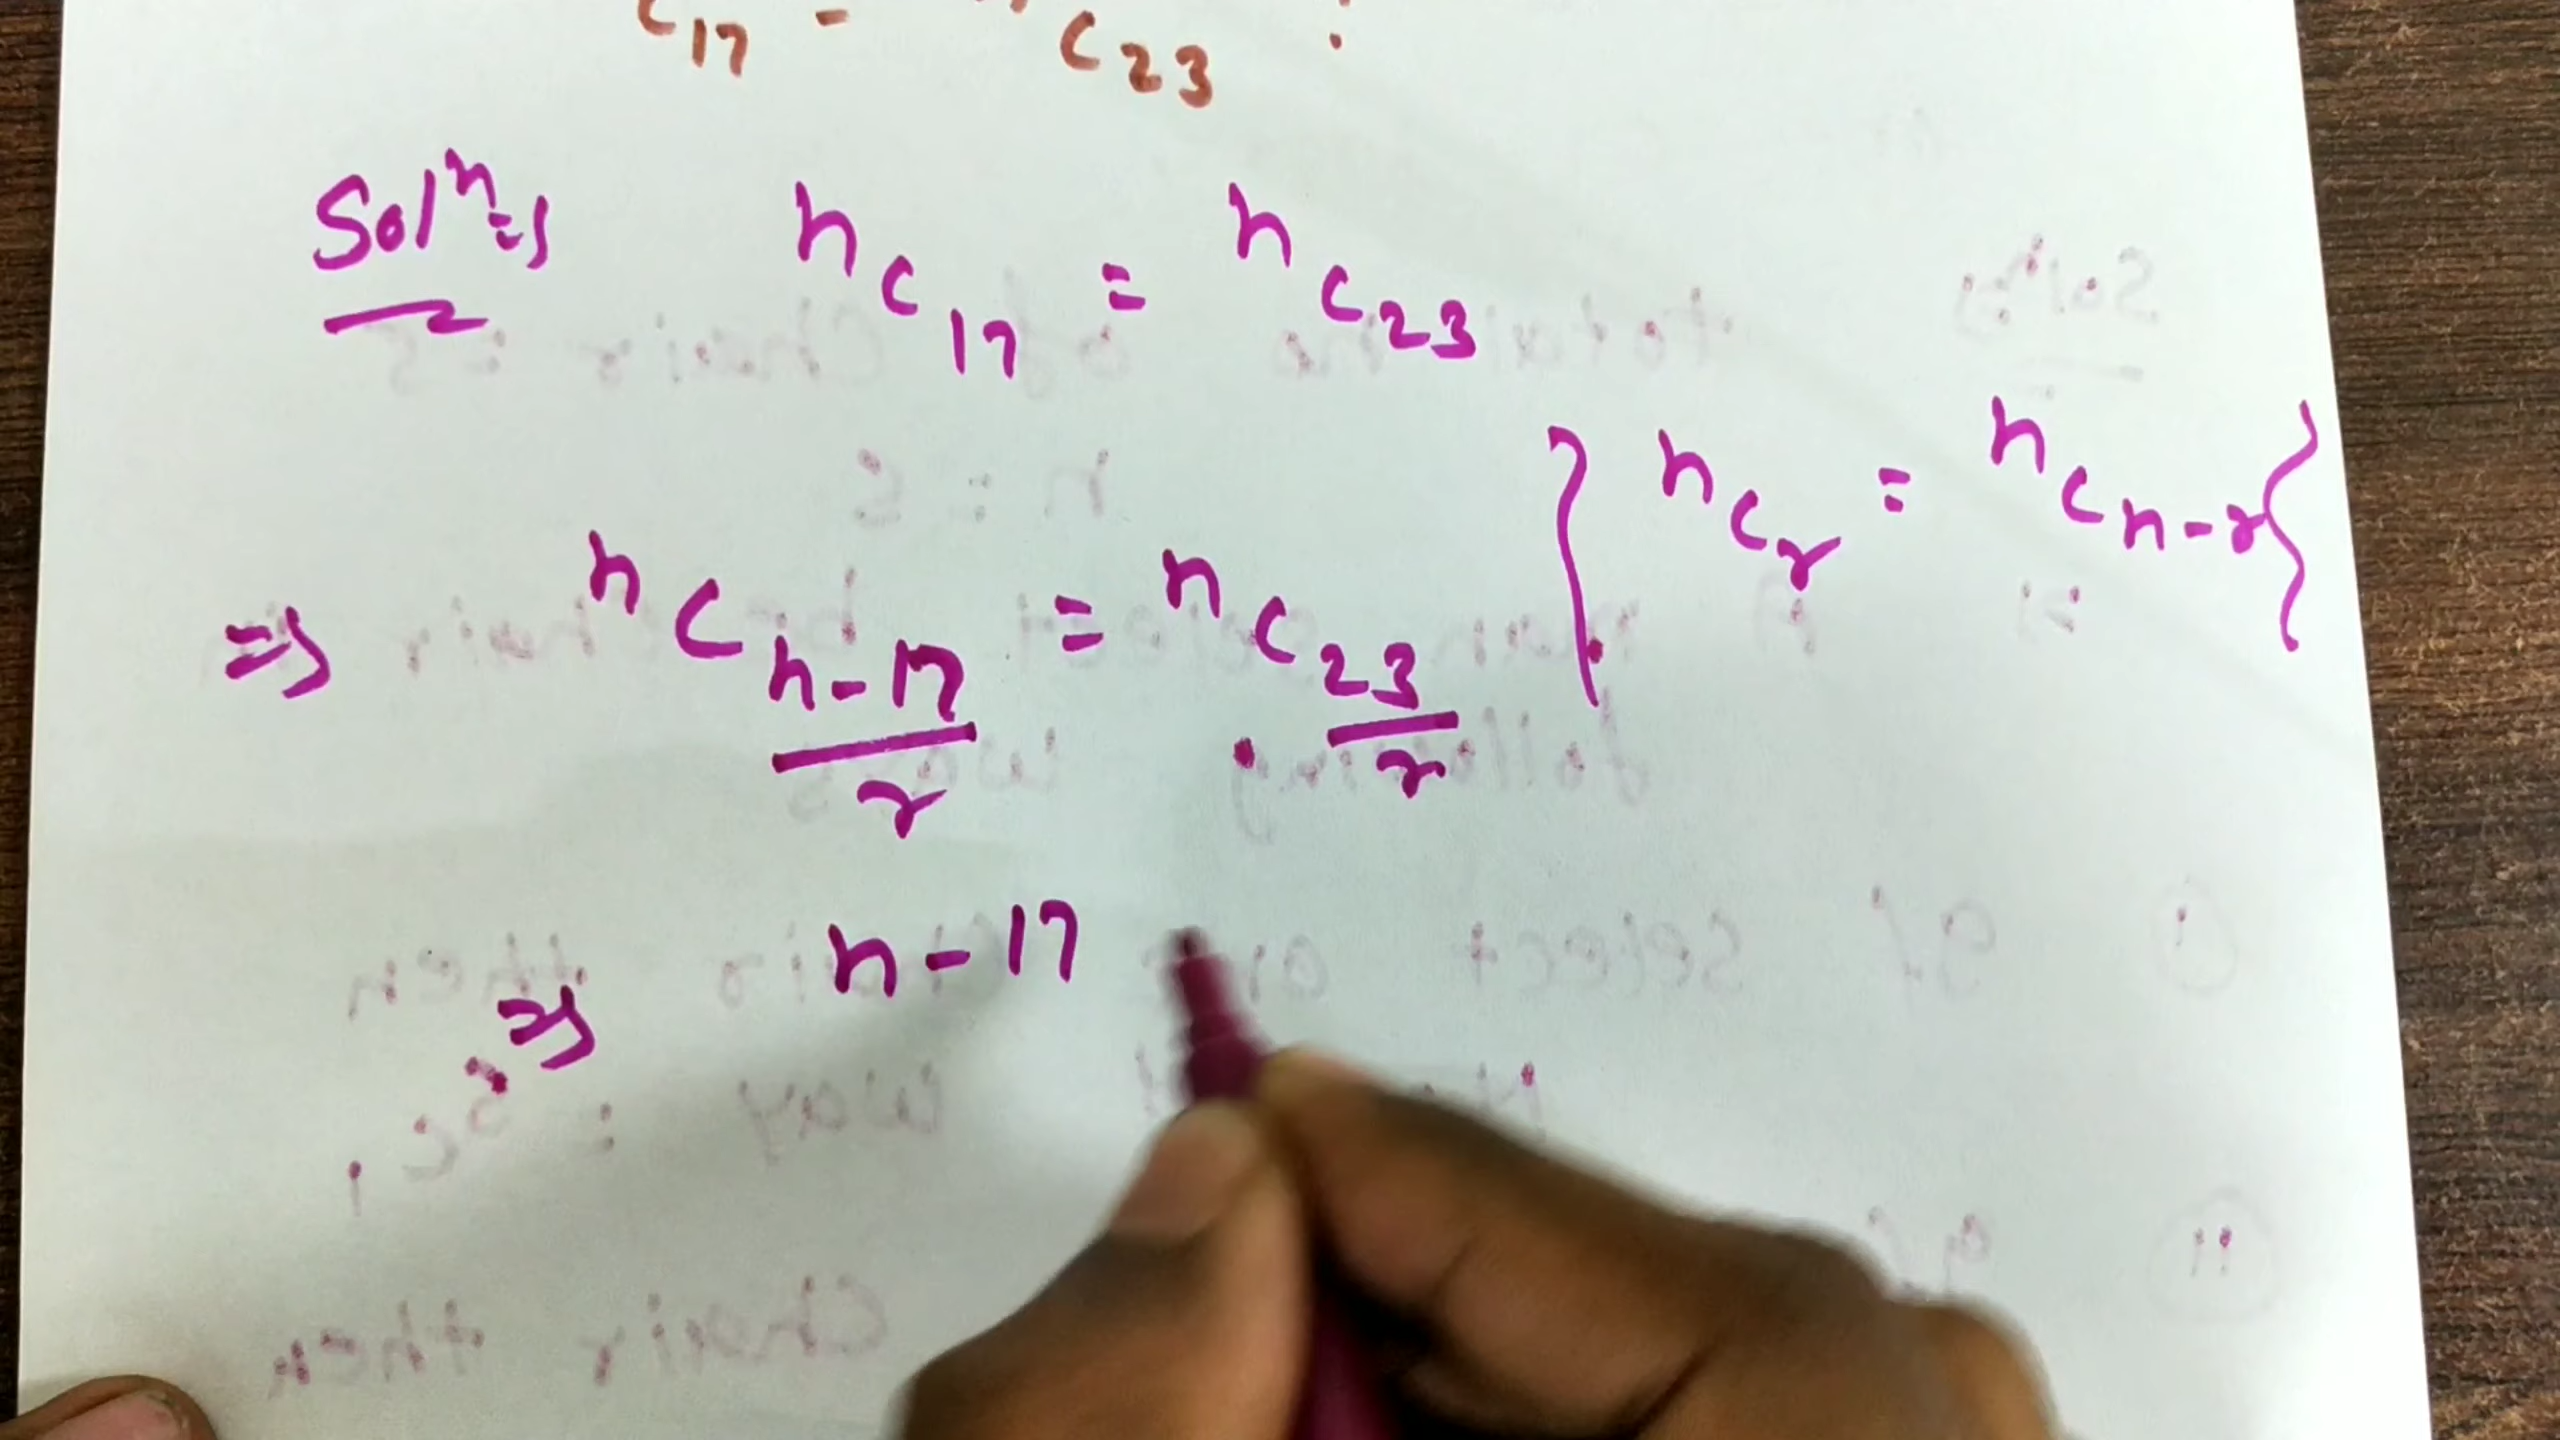 C17 = C23 ?
Solⁿ ⇒ nC17 = nC23
{ nCr = nCn-r }
⇒ nCn-17 = nC23
r r
⇒ n-17